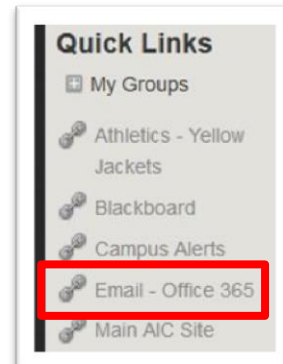 Quick Links
My Groups
Athletics - Yellow
Jackets
Blackboard
Campus Alerts
Email - Office 365
Main AIC Site